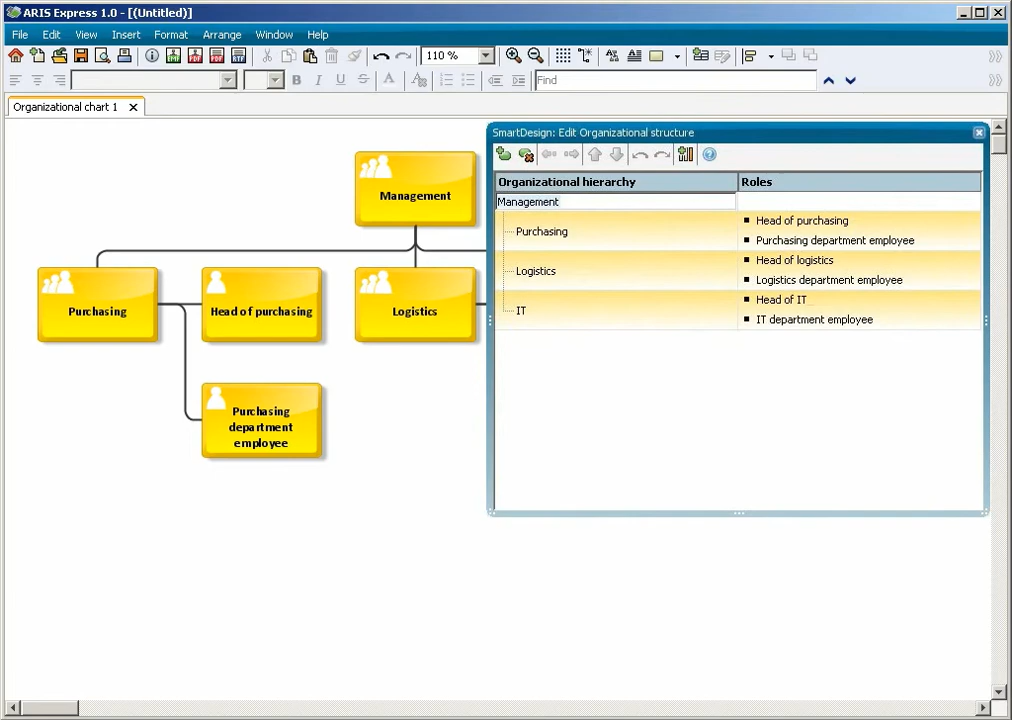 ARIS Express 1.0 - [(Untitled)]
File Edit View Insert Format Arrange Window Help
110 %
Find
Organizational chart 1
SmartDesign: Edit Organizational structure
Organizational hierarchy Roles
Management
Purchasing
Head of purchasing
Purchasing department employee
Logistics
Head of logistics
Logistics department employee
IT
Head of IT
IT department employee
Management
Purchasing
Head of purchasing
Logistics
Purchasing
department
employee